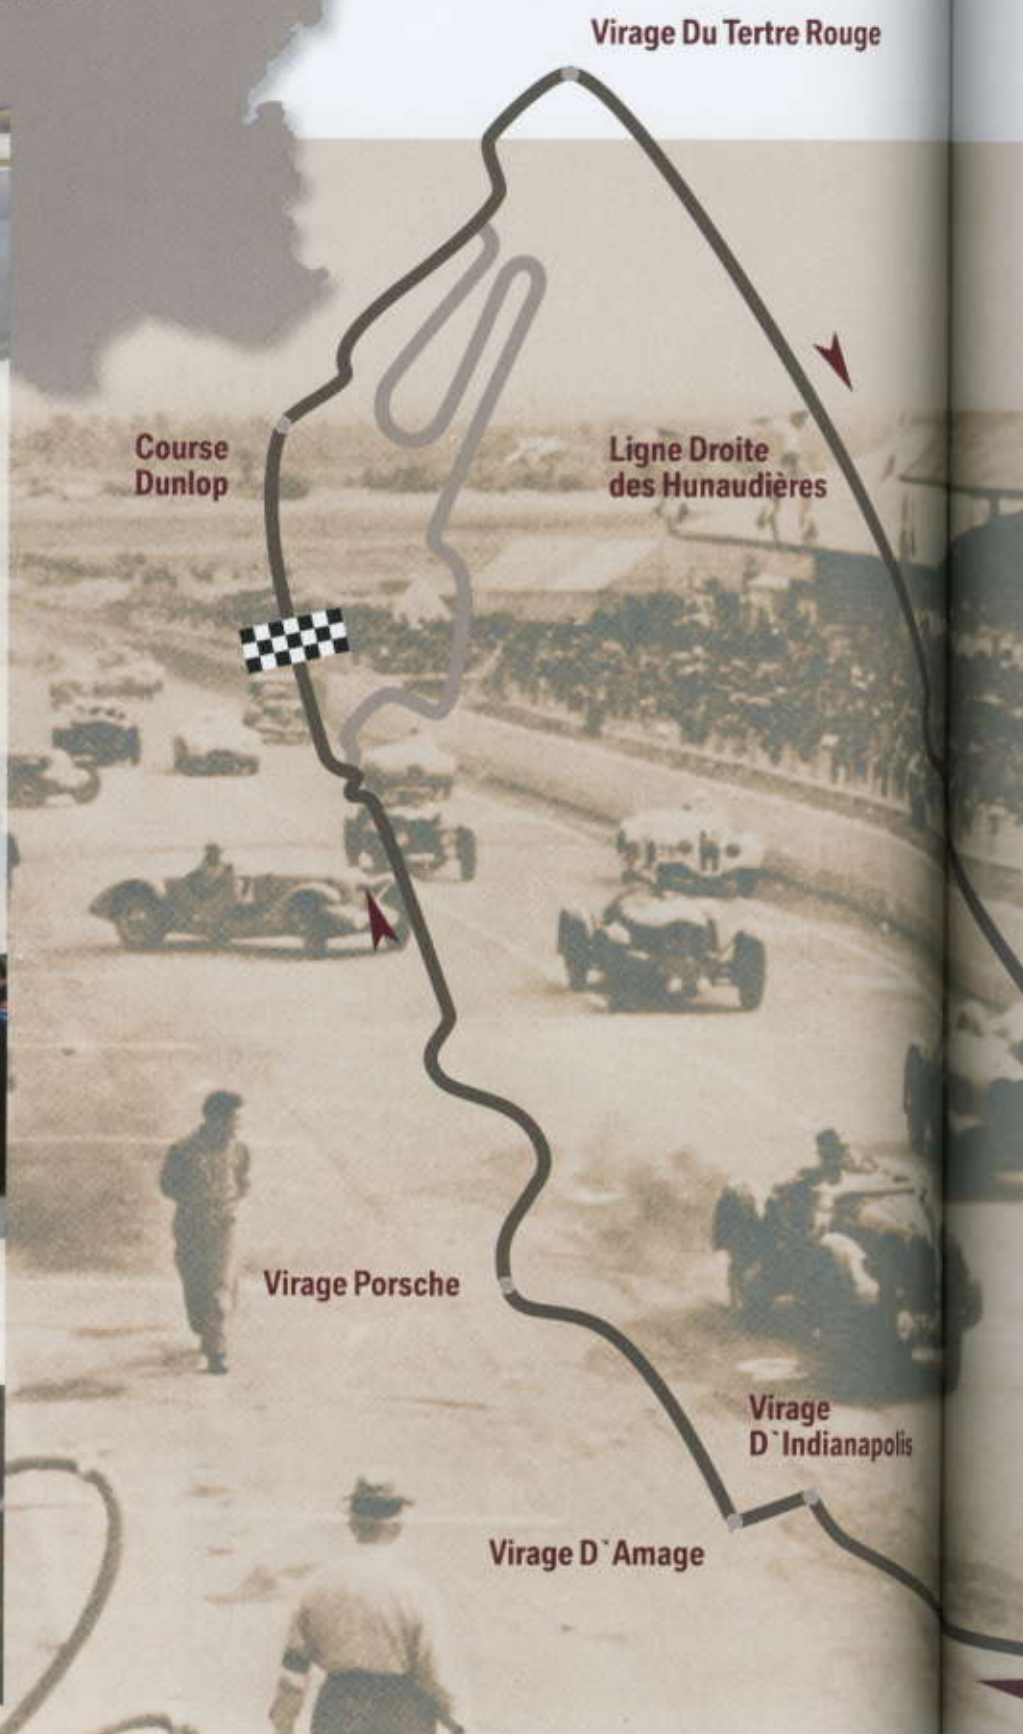 Virage Du Tertre Rouge
Course
Dunlop
Ligne Droite
des Hunaudières
Virage Porsche
Virage
D`Indianapolis
Virage D`Amage